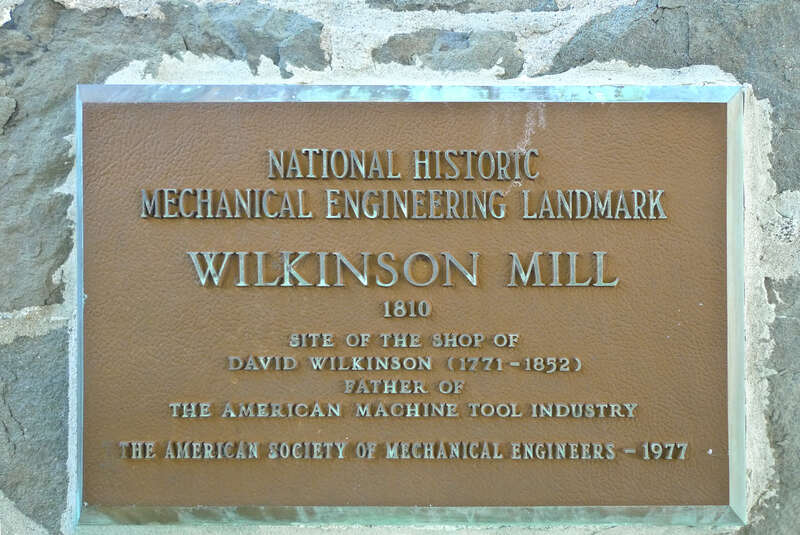 NATIONAL HISTORIC
MECHANICAL ENGINEERING LANDMARK
WILKINSON MILL
1810
SITE OF THE SHOP OF
DAVID WILKINSON (1771-1852)
FATHER OF
THE AMERICAN MACHINE TOOL INDUSTRY
THE AMERICAN SOCIETY OF MECHANICAL ENGINEERS - 1977